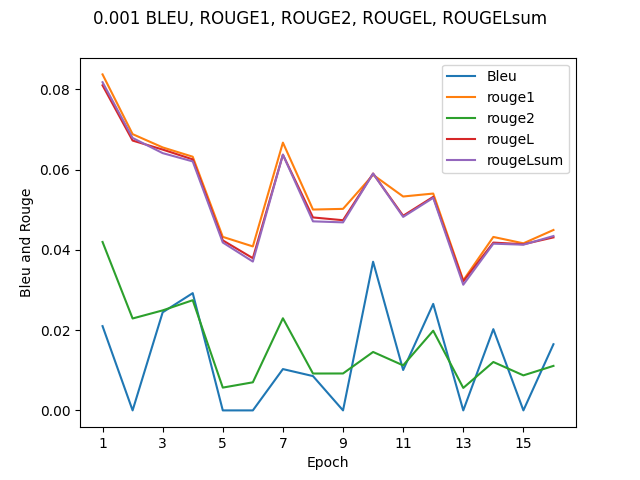 0.001 BLEU, ROUGE1, ROUGE2, ROUGEL, ROUGELsum
Bleu
rouge1
rouge2
rougeL
rougeLsum
Bleu and Rouge
0.08
0.06
0.04
0.02
0.00
1 3 5 7 9 11 13 15
Epoch